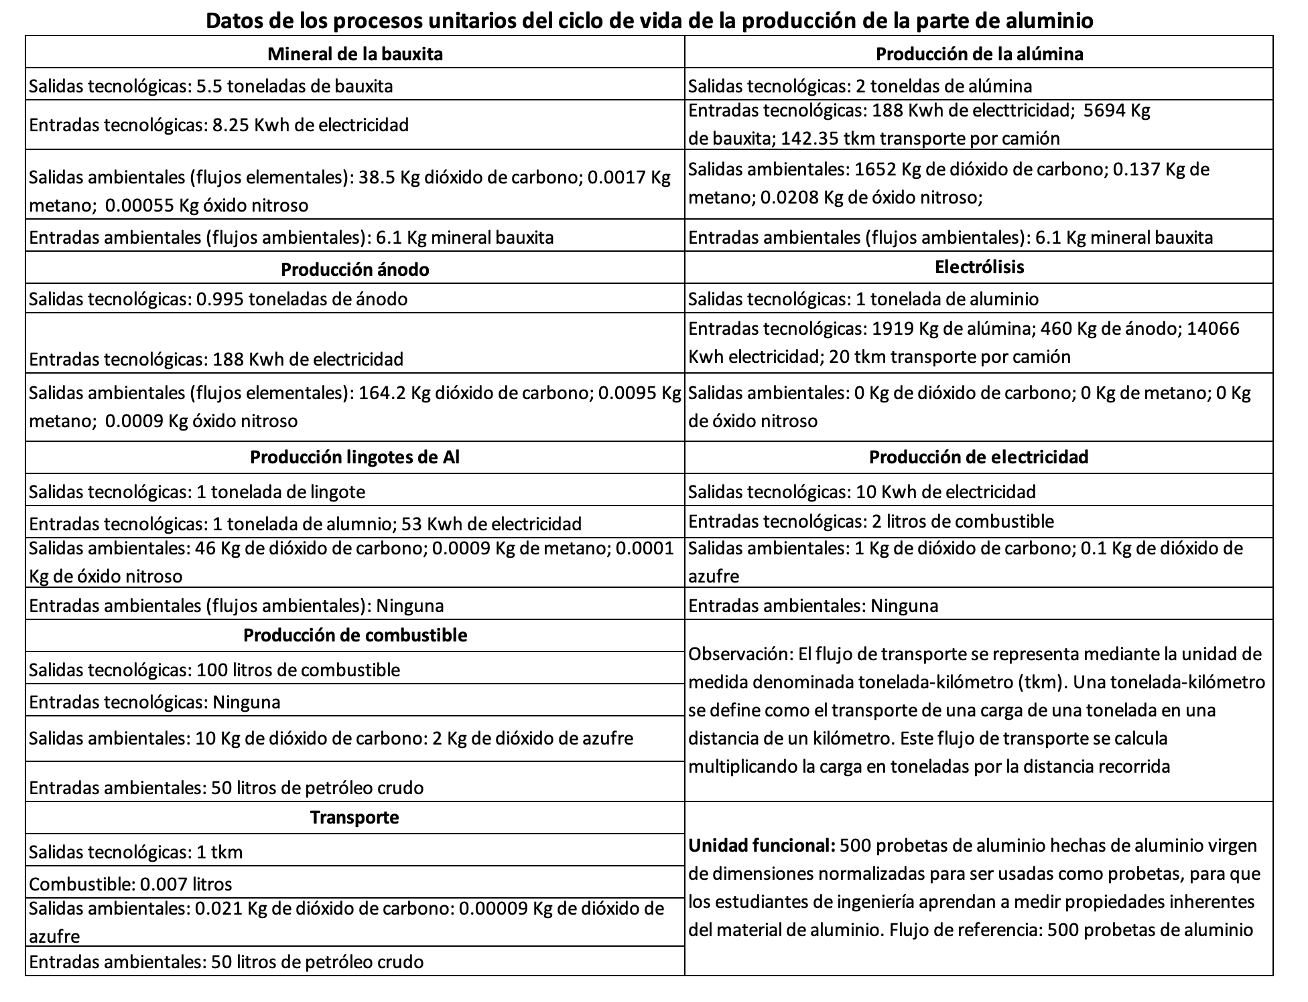 Datos de los procesos unitarios del ciclo de vida de la producción de la parte de aluminio
Mineral de la bauxita
Salidas tecnológicas: 5.5 toneladas de bauxita
Entradas tecnológicas: 8.25 Kwh de electricidad
Salidas ambientales (flujos elementales): 38.5 Kg dióxido de carbono; 0.0017 Kg
metano;  0.00055 Kg óxido nitroso
Entradas ambientales (flujos ambientales): 6.1 Kg mineral bauxita
Producción de la alúmina
Salidas tecnológicas: 2 toneldas de alúmina
Entradas tecnológicas: 188 Kwh de electtricidad;  5694 Kg
de bauxita; 142.35 tkm transporte por camión
Salidas ambientales: 1652 Kg de dióxido de carbono; 0.137 Kg de
metano; 0.0208 Kg de óxido nitroso;
Entradas ambientales (flujos ambientales): 6.1 Kg mineral bauxita
Producción ánodo
Salidas tecnológicas: 0.995 toneladas de ánodo
Entradas tecnológicas: 188 Kwh de electricidad
Salidas ambientales (flujos elementales): 164.2 Kg dióxido de carbono; 0.0095 Kg
metano;  0.0009 Kg óxido nitroso
Electrólisis
Salidas tecnológicas: 1 tonelada de aluminio
Entradas tecnológicas: 1919 Kg de alúmina; 460 Kg de ánodo; 14066
Kwh electricidad; 20 tkm transporte por camión
Salidas ambientales: 0 Kg de dióxido de carbono; 0 Kg de metano; 0 Kg
de óxido nitroso
Producción lingotes de Al
Salidas tecnológicas: 1 tonelada de lingote
Entradas tecnológicas: 1 tonelada de alumnio; 53 Kwh de electricidad
Salidas ambientales: 46 Kg de dióxido de carbono; 0.0009 Kg de metano; 0.0001
Kg de óxido nitroso
Entradas ambientales (flujos ambientales): Ninguna
Producción de electricidad
Salidas tecnológicas: 10 Kwh de electricidad
Entradas tecnológicas: 2 litros de combustible
Salidas ambientales: 1 Kg de dióxido de carbono; 0.1 Kg de dióxido de
azufre
Entradas ambientales: Ninguna
Producción de combustible
Salidas tecnológicas: 100 litros de combustible
Entradas tecnológicas: Ninguna
Salidas ambientales: 10 Kg de dióxido de carbono: 2 Kg de dióxido de azufre
Entradas ambientales: 50 litros de petróleo crudo
Observación: El flujo de transporte se representa mediante la unidad de
medida denominada tonelada-kilómetro (tkm). Una tonelada-kilómetro
se define como el transporte de una carga de una tonelada en una
distancia de un kilómetro. Este flujo de transporte se calcula
multiplicando la carga en toneladas por la distancia recorrida
Transporte
Salidas tecnológicas: 1 tkm
Combustible: 0.007 litros
Salidas ambientales: 0.021 Kg de dióxido de carbono: 0.00009 Kg de dióxido de
azufre
Entradas ambientales: 50 litros de petróleo crudo
Unidad funcional: 500 probetas de aluminio hechas de aluminio virgen
de dimensiones normalizadas para ser usadas como probetas, para que
los estudiantes de ingeniería aprendan a medir propiedades inherentes
del material de aluminio. Flujo de referencia: 500 probetas de aluminio